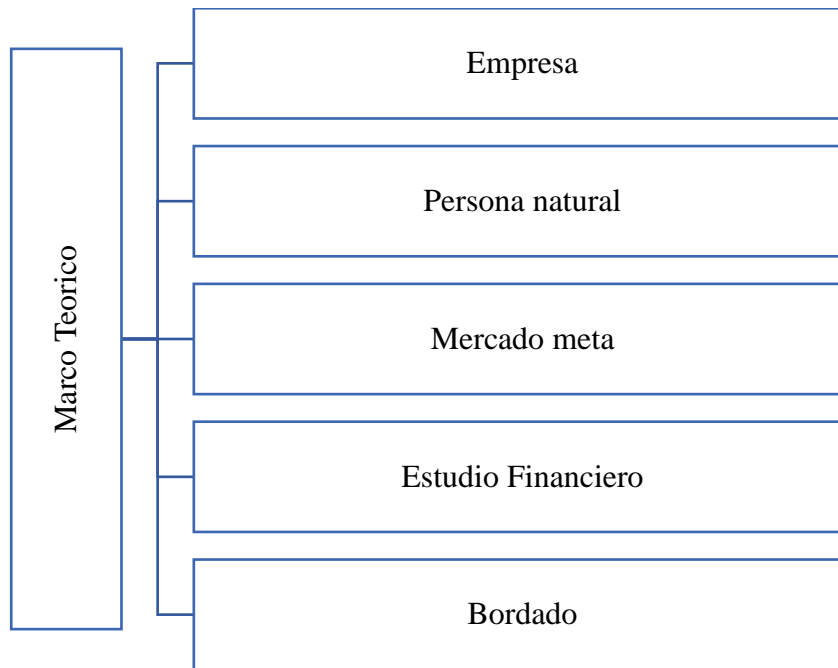 Marco Teorico
Empresa
Persona natural
Mercado meta
Estudio Financiero
Bordado